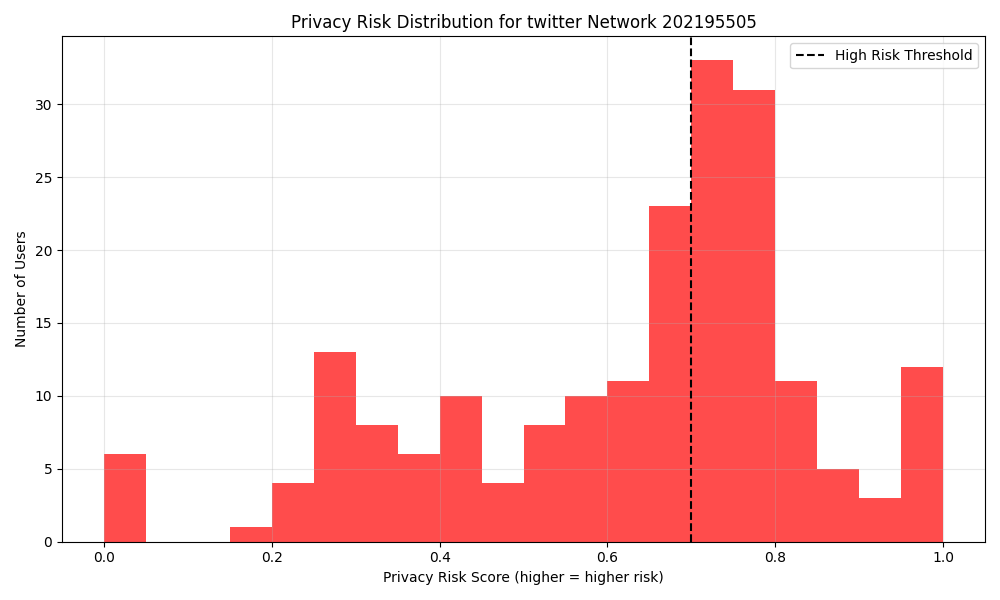 Privacy Risk Distribution for twitter Network 202195505
High Risk Threshold
Number of Users
30
25
20
15
10
5
0
0.0 0.2 0.4 0.6 0.8 1.0
Privacy Risk Score (higher = higher risk)